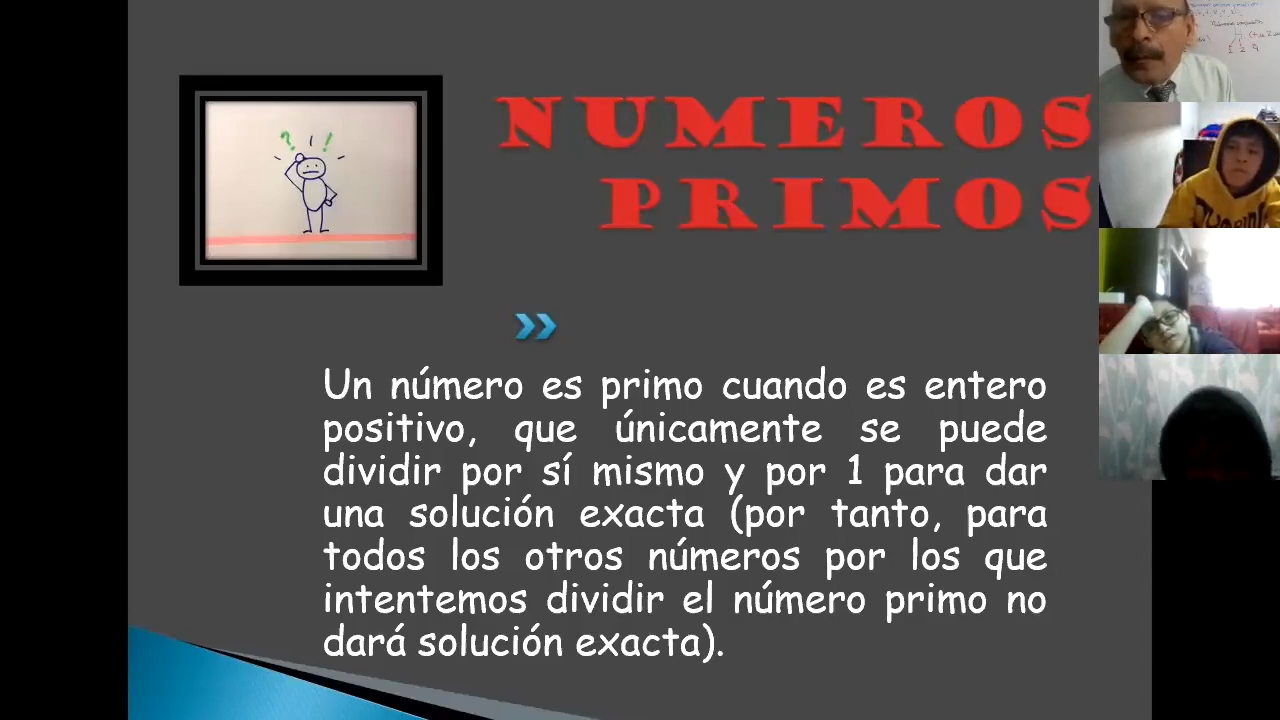 NUMEROS
PRIMOS
? !
Un número es primo cuando es entero
positivo, que únicamente se puede
dividir por sí mismo y por 1 para dar
una solución exacta (por tanto, para
todos los otros números por los que
intentemos dividir el número primo no
dará solución exacta).